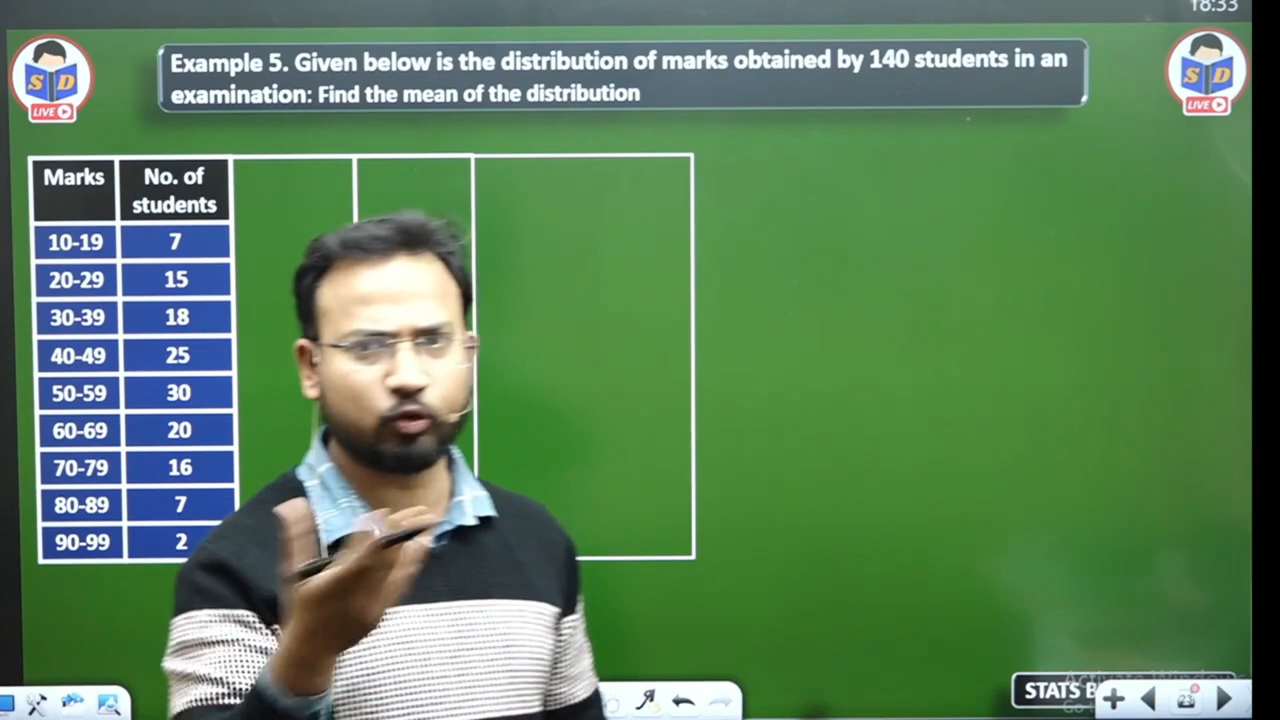 18:33
S D
LIVE
Example 5. Given below is the distribution of marks obtained by 140 students in an
examination: Find the mean of the distribution
S D
LIVE
Marks No. of
students
10-19 7
20-29 15
30-39 18
40-49 25
50-59 30
60-69 20
70-79 16
80-89 7
90-99 2
Activate Windows
STATS B
23